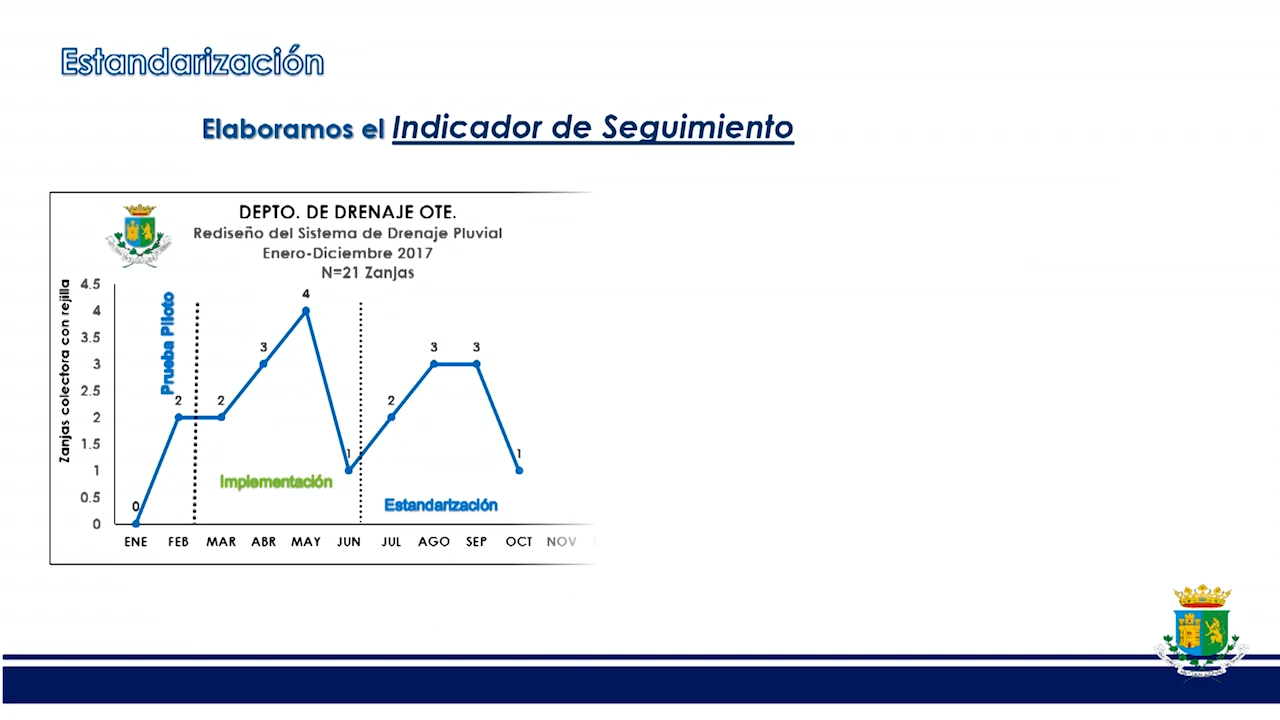 Estandarización
Elaboramos el Indicador de Seguimiento
DEPTO. DE DRENAJE OTE.
Rediseño del Sistema de Drenaje Pluvial
Enero-Diciembre 2017
N=21 Zanjas
Zanjas colectora con rejilla
4.5
4
3.5
3
2.5
2
1.5
1
0.5
0
Prueba Piloto
0
2
2
3
4
1
2
3
3
1
Implementación
Estandarización
ENE FEB MAR ABR MAY JUN JUL AGO SEP OCT NOV